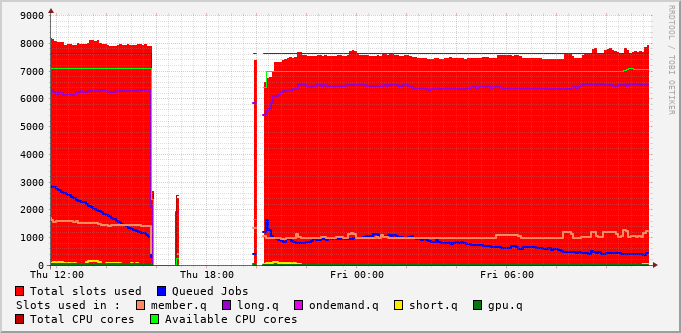 RRDTOOL / TOBI OETIKER
9000
8000
7000
6000
5000
4000
3000
2000
1000
0
Thu 12:00 Thu 18:00 Fri 00:00 Fri 06:00
Total slots used Queued Jobs
Slots used in : member.q long.q ondemand.q short.q gpu.q
Total CPU cores Available CPU cores